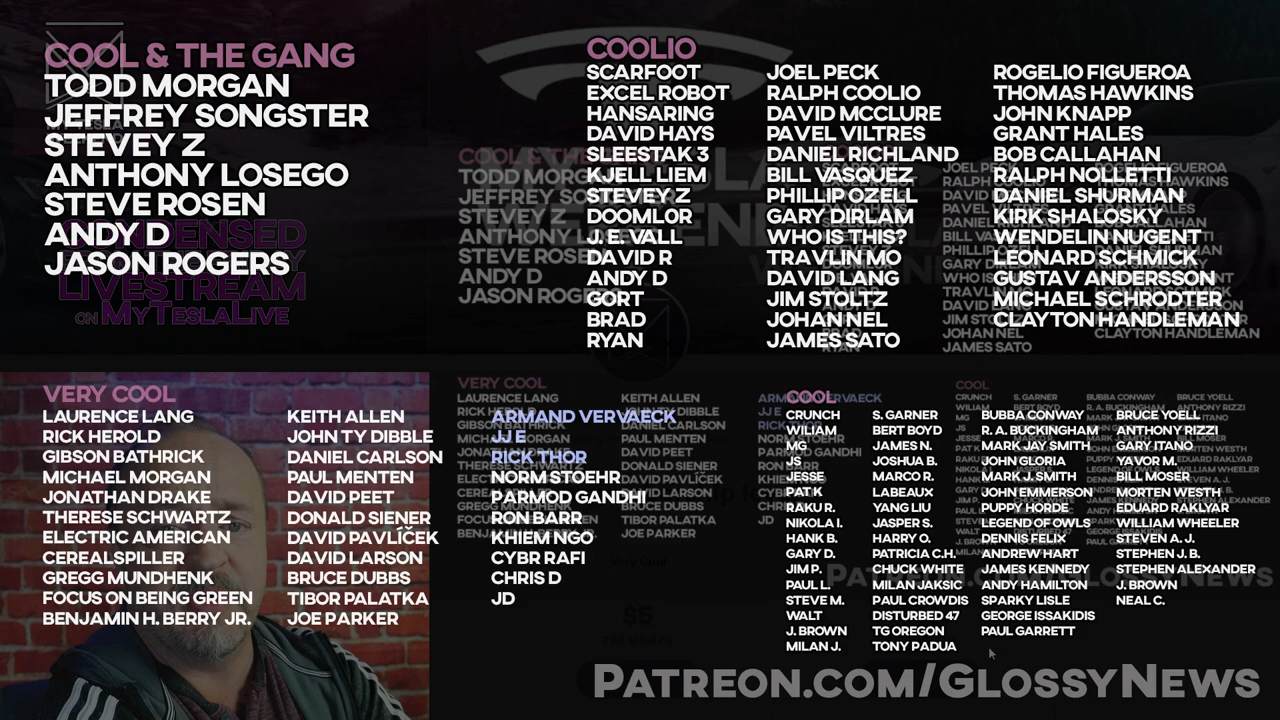 COOL & THE GANG
TODD MORGAN
JEFFREY SONGSTER
STEVEY Z
ANTHONY LOSEGO
STEVE ROSEN
ANDY D
JASON ROGERS
LIVESTREAM
ON MYTESLALIVE
COOLIO
SCARFOOT
EXCEL ROBOT
HANSARING
DAVID HAYS
SLEESTAK 3
KJELL LIEM
STEVEY Z
DOOML0R
J. E. VALL
DAVID R
ANDY D
GORT
BRAD
RYAN
JOEL PECK
RALPH COOLIO
DAVID MCCLURE
PAVEL VILTRES
DANIEL RICHLAND
BILL VASQUEZ
PHILLIP OZELL
GARY DIRLAM
WHO IS THIS?
TRAVLIN MO
DAVID LANG
JIM STOLTZ
JOHAN NEL
JAMES SATO
ROGELIO FIGUEROA
THOMAS HAWKINS
JOHN KNAPP
GRANT HALES
BOB CALLAHAN
RALPH NOLLETTI
DANIEL SHURMAN
KIRK SHALOSKY
WENDELIN NUGENT
LEONARD SCHMICK
GUSTAV ANDERSSON
MICHAEL SCHRODTER
CLAYTON HANDLEMAN
VERY COOL
LAURENCE LANG
RICK HEROLD
GIBSON BATHRICK
MICHAEL MORGAN
JONATHAN DRAKE
THERESE SCHWARTZ
ELECTRIC AMERICAN
CEREALSPILLER
GREGG MUNDHENK
FOCUS ON BEING GREEN
BENJAMIN H. BERRY JR.
KEITH ALLEN
JOHN TY DIBBLE
DANIEL CARLSON
PAUL MENTEN
DAVID PEET
DONALD SIENER
DAVID PAVLÍČEK
DAVID LARSON
BRUCE DUBBS
TIBOR PALATKA
JOE PARKER
ARMAND VERVAECK
JJ E
RICK THOR
NORM STOEHR
PARMOD GANDHI
RON BARR
KHIEM NGO
CYBR RAFI
CHRIS D
JD
COOL
CRUNCH
WILIAM
MG
JS
JESSE
PAT K
RAKU R.
NIKOLA I.
HANK B.
GARY D.
JIM P.
PAUL L.
STEVE M.
WALT
J. BROWN
MILAN J.
S. GARNER
BERT BOYD
JAMES N.
JOSHUA B.
MARCO R.
LABEAUX
YANG LIU
JASPER S.
HARRY O.
PATRICIA C.H.
CHUCK WHITE
MILAN JAKSIC
PAUL CROWDIS
DISTURBED 47
TG OREGON
TONY PADUA
BUBBA CONWAY
R. A. BUCKINGHAM
MARK JAY SMITH
JOHN GLORIA
MARK J. SMITH
JOHN EMMERSON
PUPPY HORDE
LEGEND OF OWLS
DENNIS FELIX
ANDREW HART
JAMES KENNEDY
ANDY HAMILTON
SPARKY LISLE
GEORGE ISSAKIDIS
PAUL GARRETT
BRUCE YOELL
ANTHONY RIZZI
GARY ITANO
YAVOR M.
BILL MOSER
MORTEN WESTH
EDUARD RAKLYAR
WILLIAM WHEELER
STEVEN A. J.
STEPHEN J. B.
STEPHEN ALEXANDER
J. BROWN
NEAL C.
PATREON.COM/GLOSSYNEWS